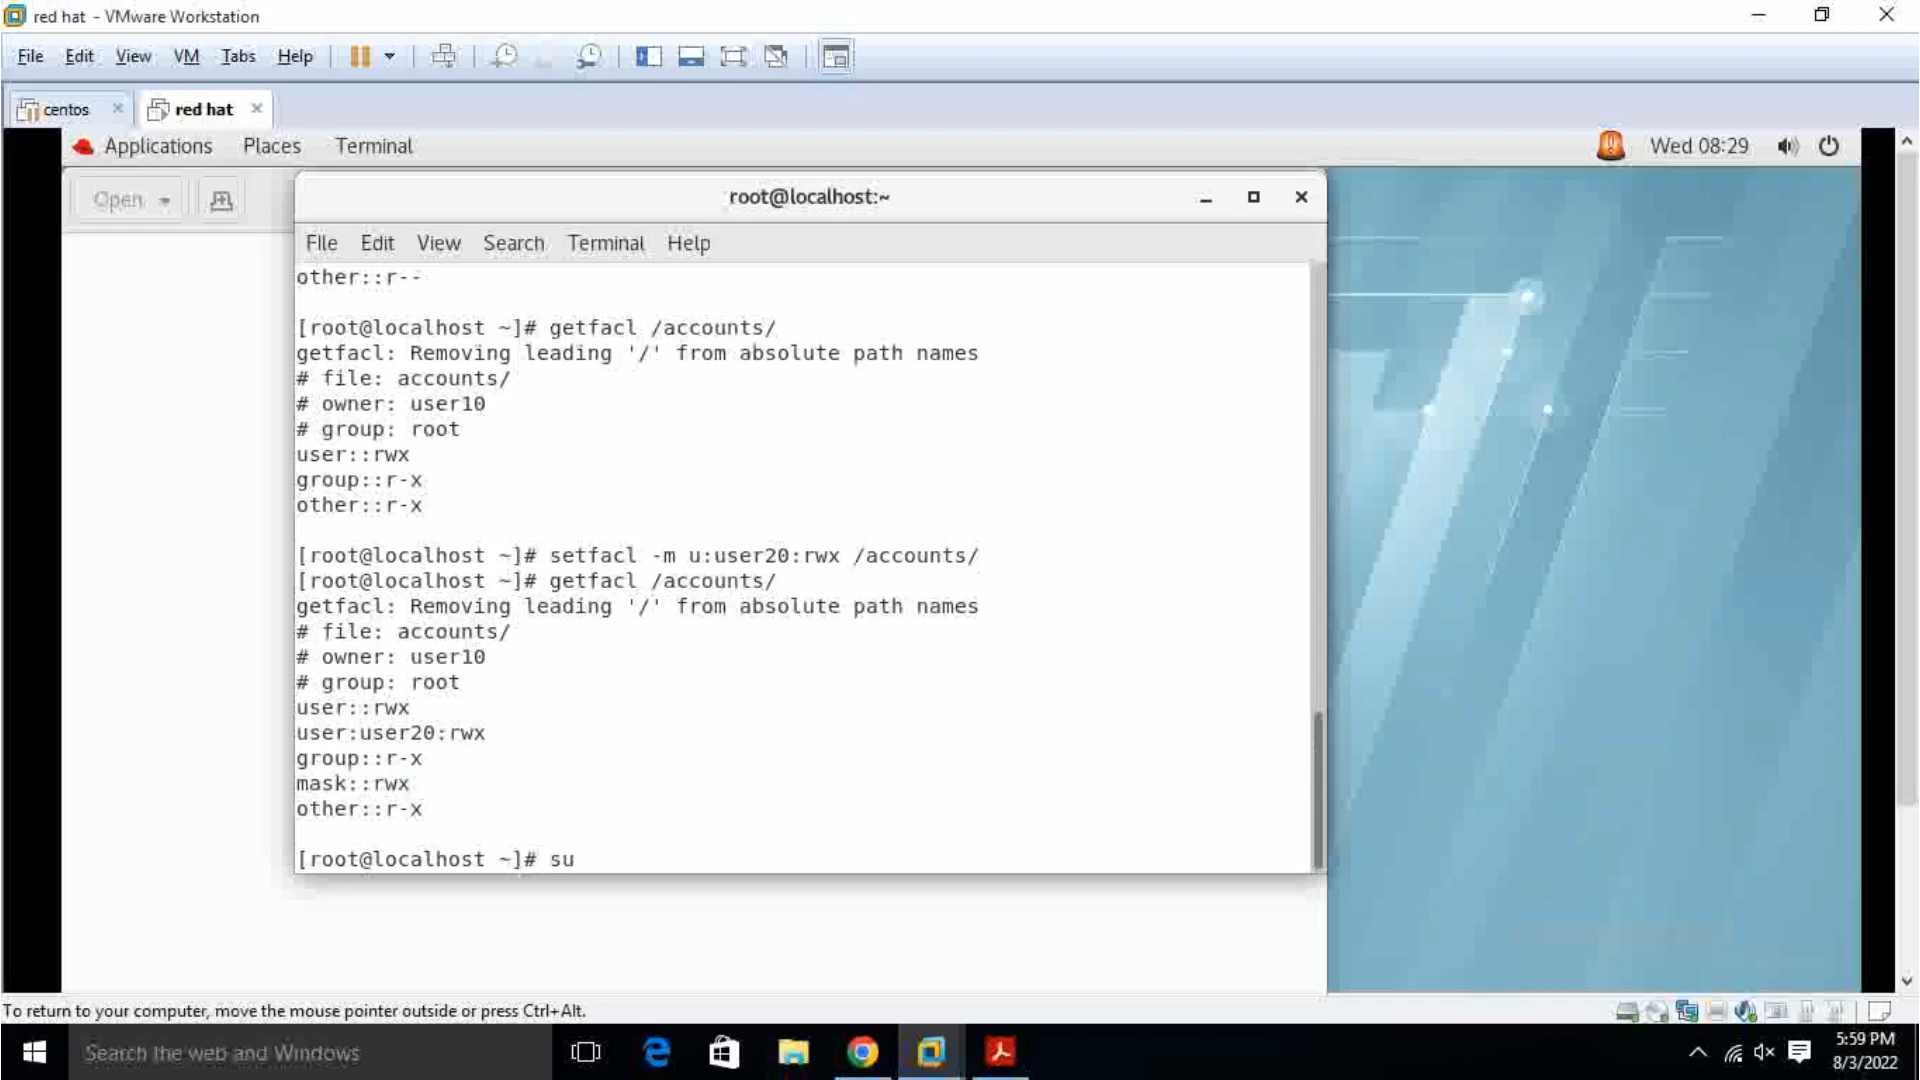 red hat - VMware Workstation
File Edit View VM Tabs Help
centos red hat
Applications Places Terminal Wed 08:29
Open
root@localhost:~
File Edit View Search Terminal Help
other::r--
[root@localhost ~]# getfacl /accounts/
getfacl: Removing leading '/' from absolute path names
# file: accounts/
# owner: user10
# group: root
user::rwx
group::r-x
other::r-x
[root@localhost ~]# setfacl -m u:user20:rwx /accounts/
[root@localhost ~]# getfacl /accounts/
getfacl: Removing leading '/' from absolute path names
# file: accounts/
# owner: user10
# group: root
user::rwx
user:user20:rwx
group::r-x
mask::rwx
other::r-x
[root@localhost ~]# su
To return to your computer, move the mouse pointer outside or press Ctrl+Alt.
Search the web and Windows
5:59 PM
8/3/2022